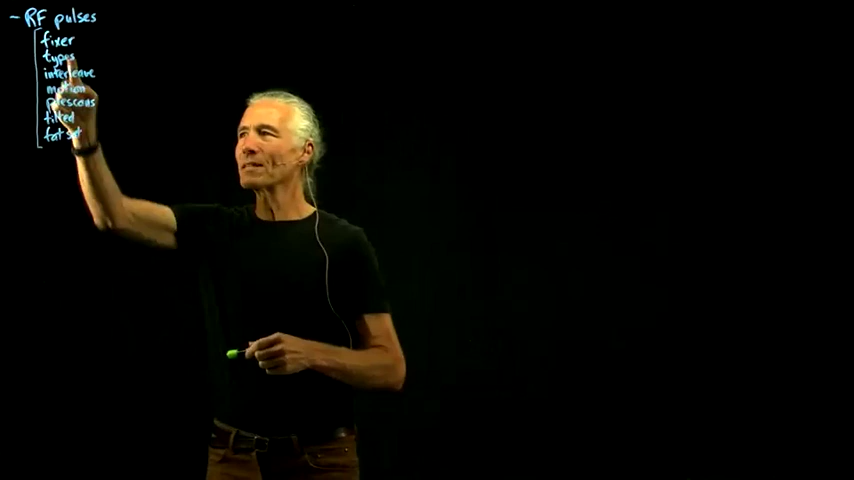 - RF pulses
fixer
types
interleave
motion
prescans
tilted
fat sat